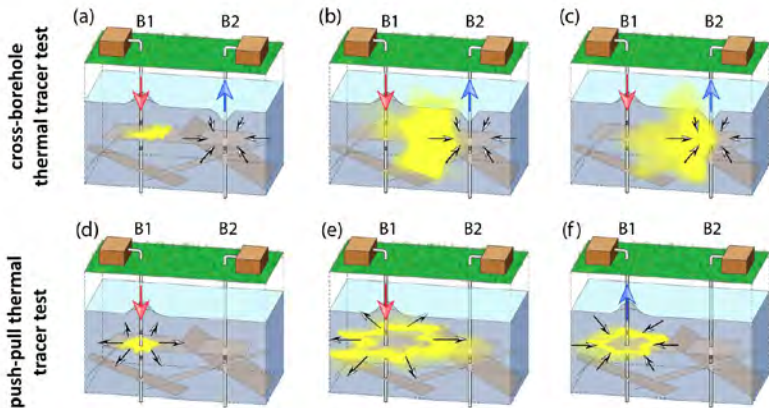 (a) B1 B2 (b) B1 B2 (c) B1 B2
cross-borehole
thermal tracer test
(d) B1 B2 (e) B1 B2 (f) B1 B2
push-pull thermal
tracer test